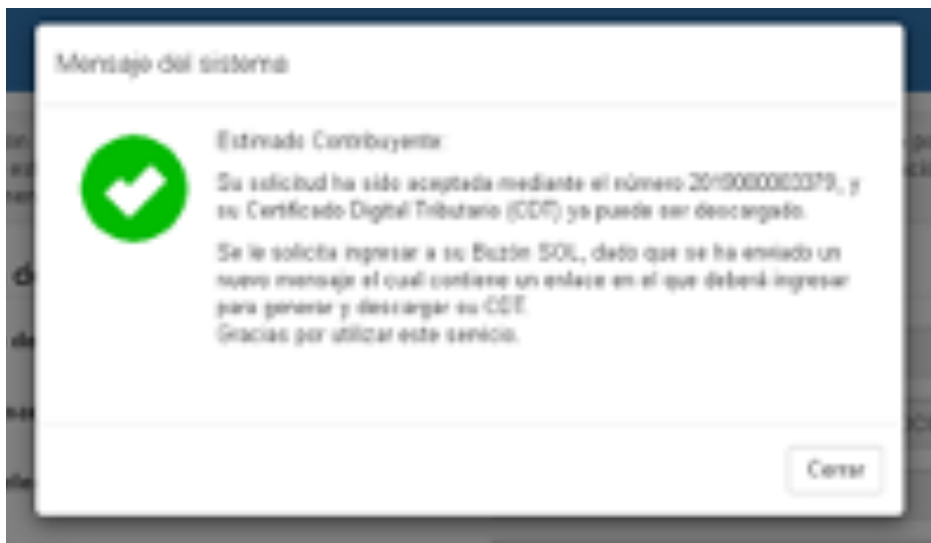 Mensaje del sistema
Estimado Contribuyente:
Su solicitud ha sido aceptada mediante el número y
su Certificado Digital Tributario (CDT) ya puede ser descargado.
Se le solicita ingresar a su Buzón SOL, dado que se ha enviado un
nuevo mensaje el cual contiene un enlace en el que deberá ingresar
para generar y descargar su CDT.
Gracias por utilizar este servicio.
Cerrar